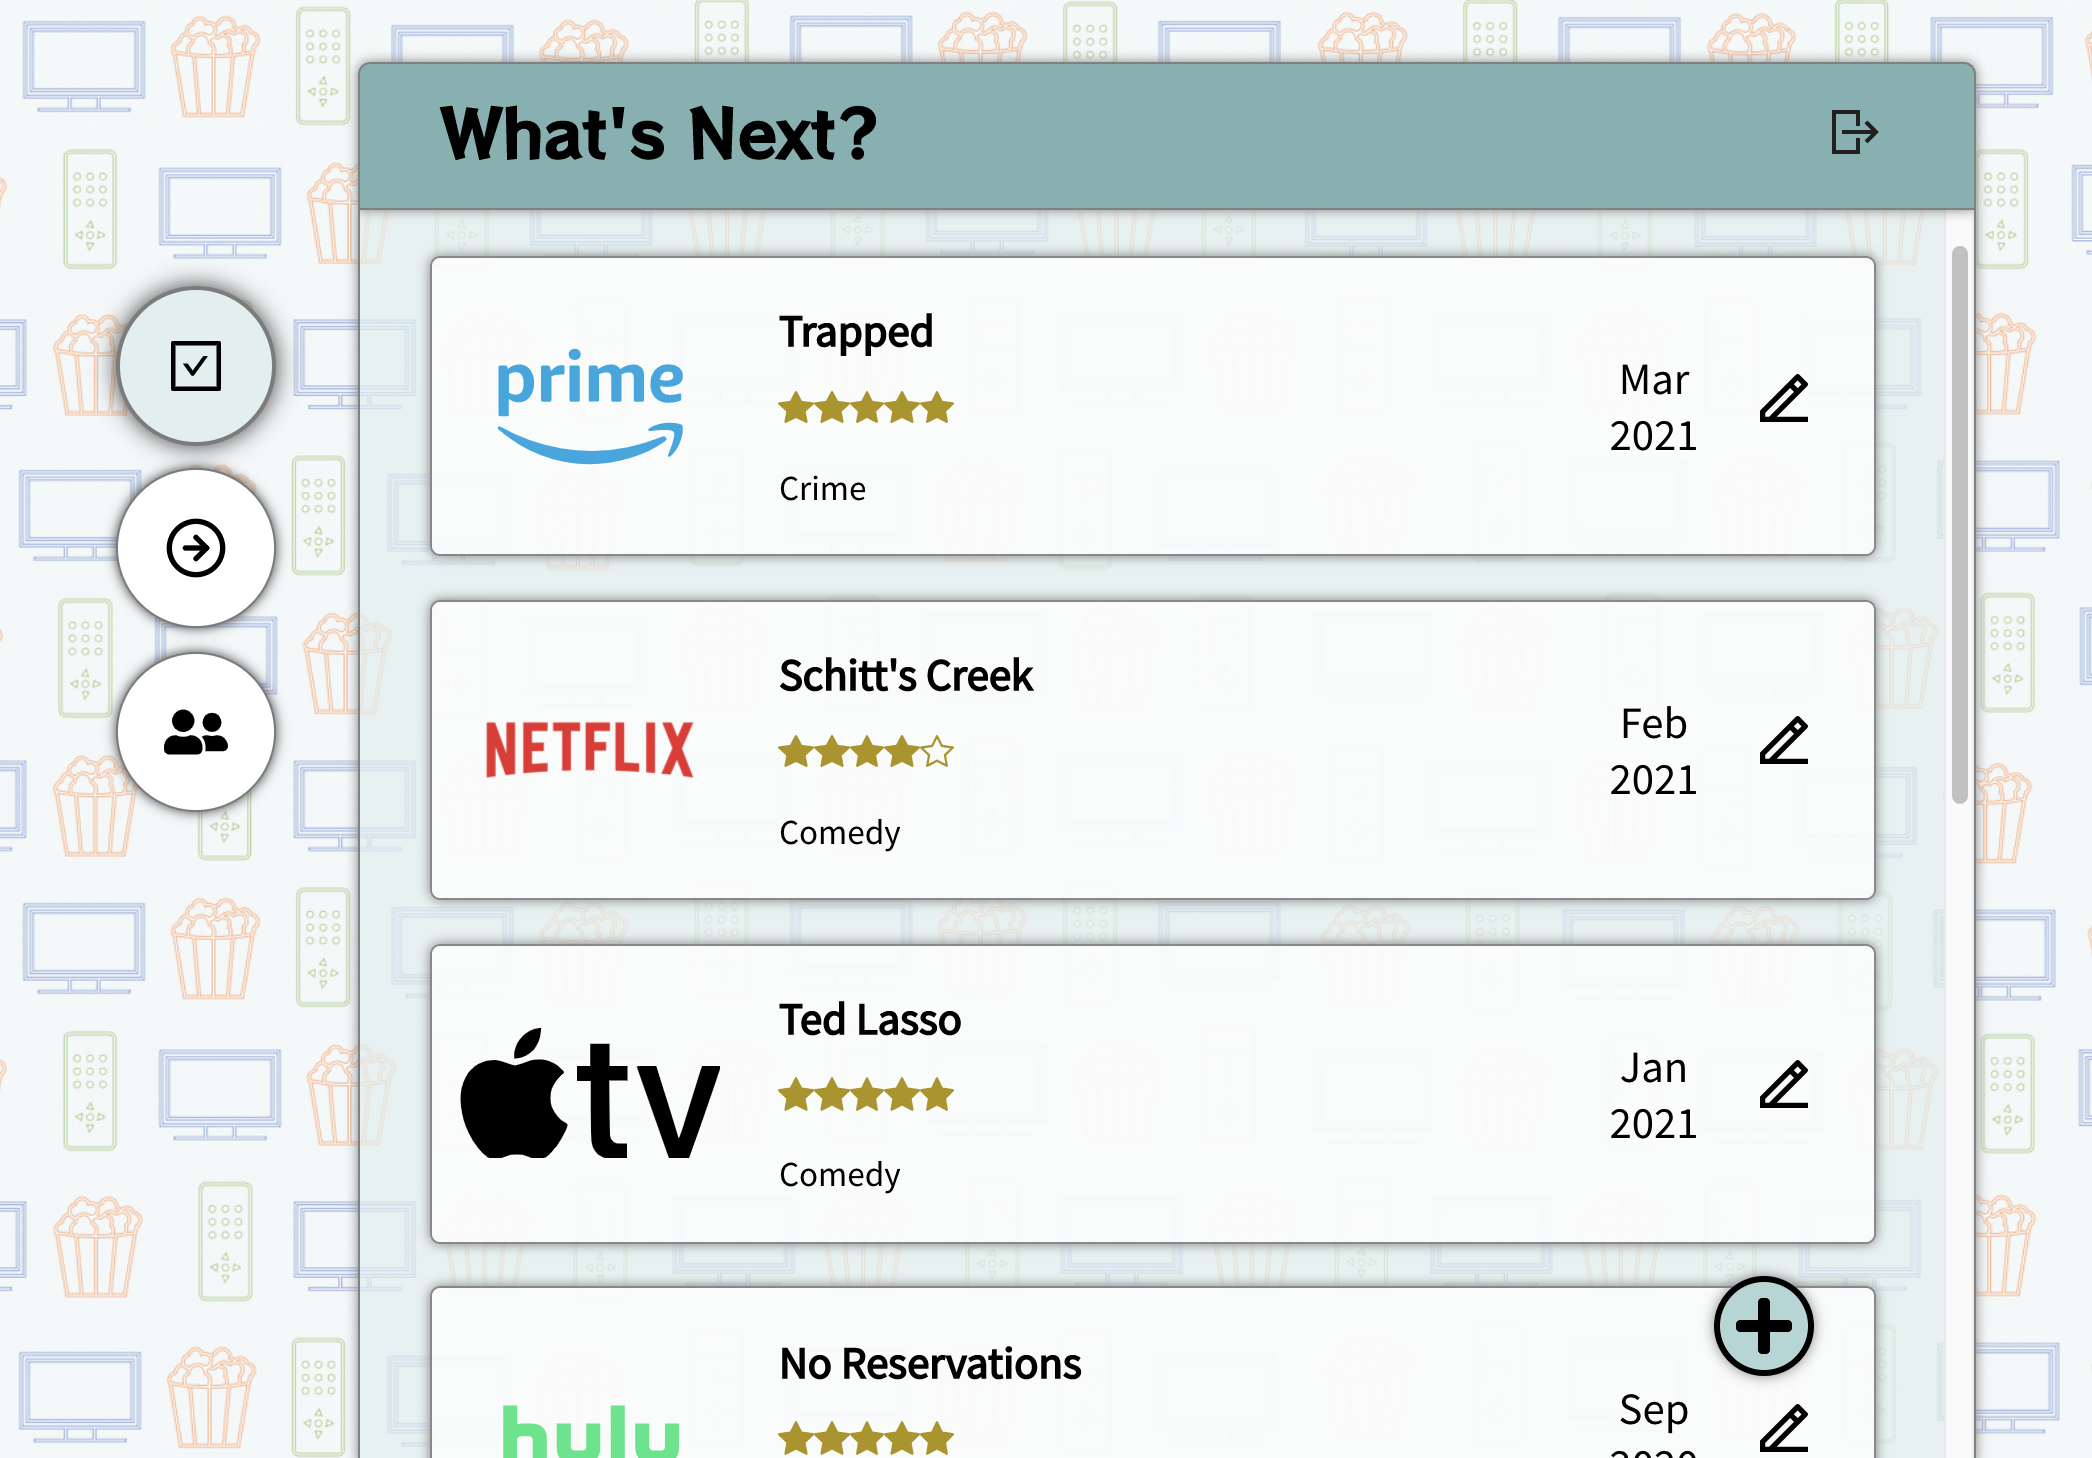 What's Next?
prime
Trapped
Crime
Mar
2021
NETFLIX
Schitt's Creek
Comedy
Feb
2021
tv
Ted Lasso
Comedy
Jan
2021
hulu
No Reservations
Sep
2020